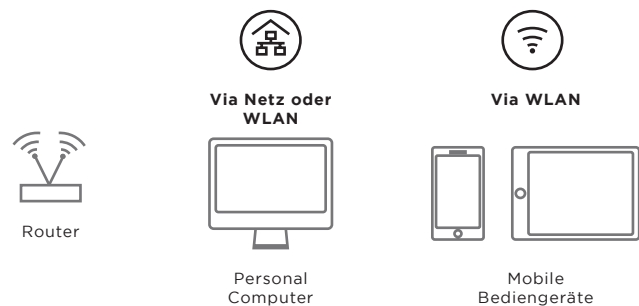 Via Netz oder
WLAN
Via WLAN
Router
Personal
Computer
Mobile
Bediengeräte